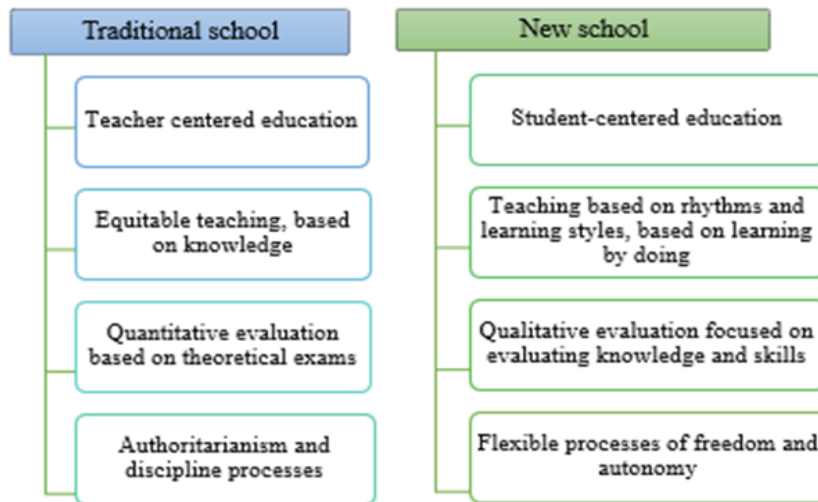 Traditional school
Teacher centered education
Equitable teaching, based
on knowledge
Quantitative evaluation
based on theoretical exams
Authoritarianism and
discipline processes
New school
Student-centered education
Teaching based on rhythms and
learning styles, based on learning
by doing
Qualitative evaluation focused on
evaluating knowledge and skills
Flexible processes of freedom and
autonomy